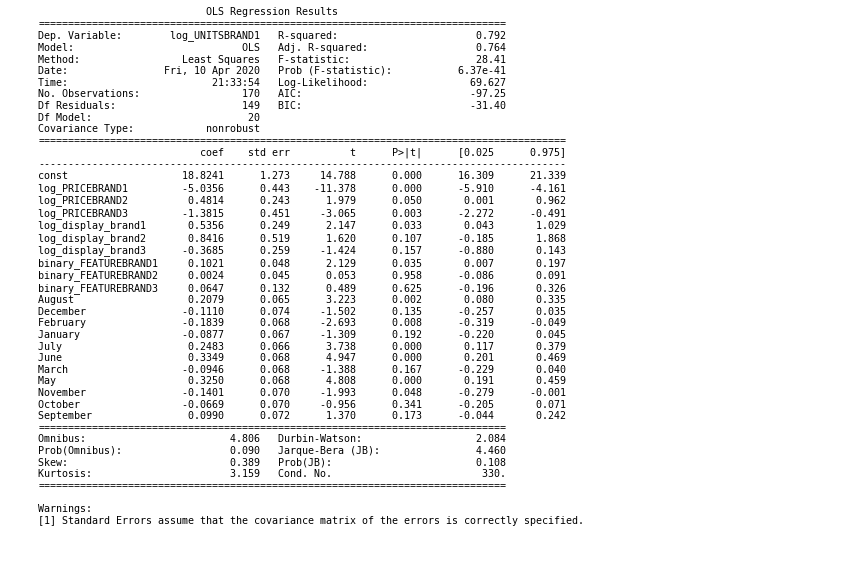 OLS Regression Results
==============================================================================
Dep. Variable:        log_UNITSBRAND1   R-squared:                       0.792
Model:                            OLS   Adj. R-squared:                  0.764
Method:                 Least Squares   F-statistic:                     28.41
Date:                Fri, 10 Apr 2020   Prob (F-statistic):           6.37e-41
Time:                        21:33:54   Log-Likelihood:                 69.627
No. Observations:                 170   AIC:                            -97.25
Df Residuals:                     149   BIC:                            -31.40
Df Model:                          20
Covariance Type:            nonrobust
========================================================================================
                           coef    std err          t      P>|t|      [0.025      0.975]
----------------------------------------------------------------------------------------
const                   18.8241      1.273     14.788      0.000      16.309      21.339
log_PRICEBRAND1         -5.0356      0.443    -11.378      0.000      -5.910      -4.161
log_PRICEBRAND2          0.4814      0.243      1.979      0.050       0.001       0.962
log_PRICEBRAND3         -1.3815      0.451     -3.065      0.003      -2.272      -0.491
log_display_brand1       0.5356      0.249      2.147      0.033       0.043       1.029
log_display_brand2       0.8416      0.519      1.620      0.107      -0.185       1.868
log_display_brand3      -0.3685      0.259     -1.424      0.157      -0.880       0.143
binary_FEATUREBRAND1     0.1021      0.048      2.129      0.035       0.007       0.197
binary_FEATUREBRAND2     0.0024      0.045      0.053      0.958      -0.086       0.091
binary_FEATUREBRAND3     0.0647      0.132      0.489      0.625      -0.196       0.326
August                   0.2079      0.065      3.223      0.002       0.080       0.335
December                -0.1110      0.074     -1.502      0.135      -0.257       0.035
February                -0.1839      0.068     -2.693      0.008      -0.319      -0.049
January                 -0.0877      0.067     -1.309      0.192      -0.220       0.045
July                     0.2483      0.066      3.738      0.000       0.117       0.379
June                     0.3349      0.068      4.947      0.000       0.201       0.469
March                   -0.0946      0.068     -1.388      0.167      -0.229       0.040
May                      0.3250      0.068      4.808      0.000       0.191       0.459
November                -0.1401      0.070     -1.993      0.048      -0.279      -0.001
October                 -0.0669      0.070     -0.956      0.341      -0.205       0.071
September                0.0990      0.072      1.370      0.173      -0.044       0.242
==============================================================================
Omnibus:                        4.806   Durbin-Watson:                   2.084
Prob(Omnibus):                  0.090   Jarque-Bera (JB):                4.460
Skew:                           0.389   Prob(JB):                        0.108
Kurtosis:                       3.159   Cond. No.                         330.
==============================================================================

Warnings:
[1] Standard Errors assume that the covariance matrix of the errors is correctly specified.